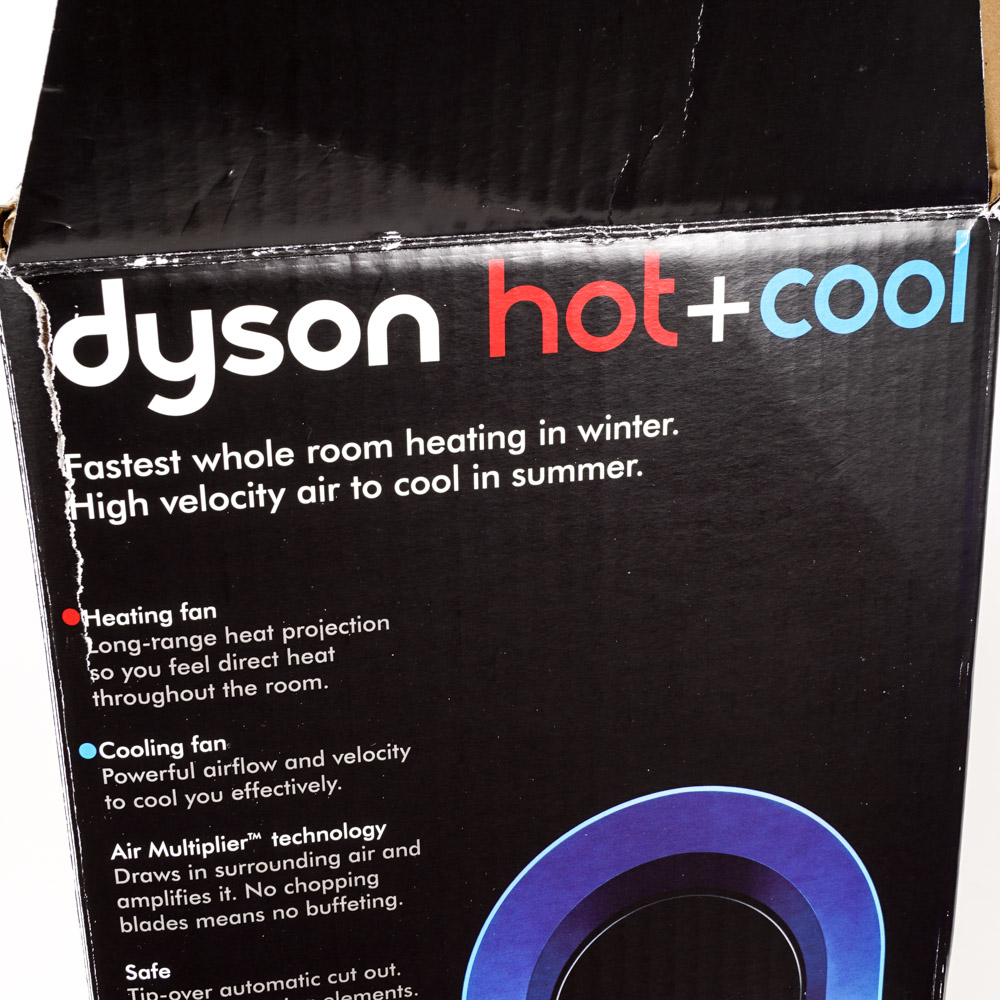 dyson hot+cool
Fastest whole room heating in winter.
High velocity air to cool in summer.
Heating fan
Long-range heat projection
so you feel direct heat
throughout the room.
Cooling fan
Powerful airflow and velocity
to cool you effectively.
Air Multiplier™ technology
Draws in surrounding air and
amplifies it. No chopping
blades means no buffeting.
Safe
Tip-over automatic cut out.
elements.